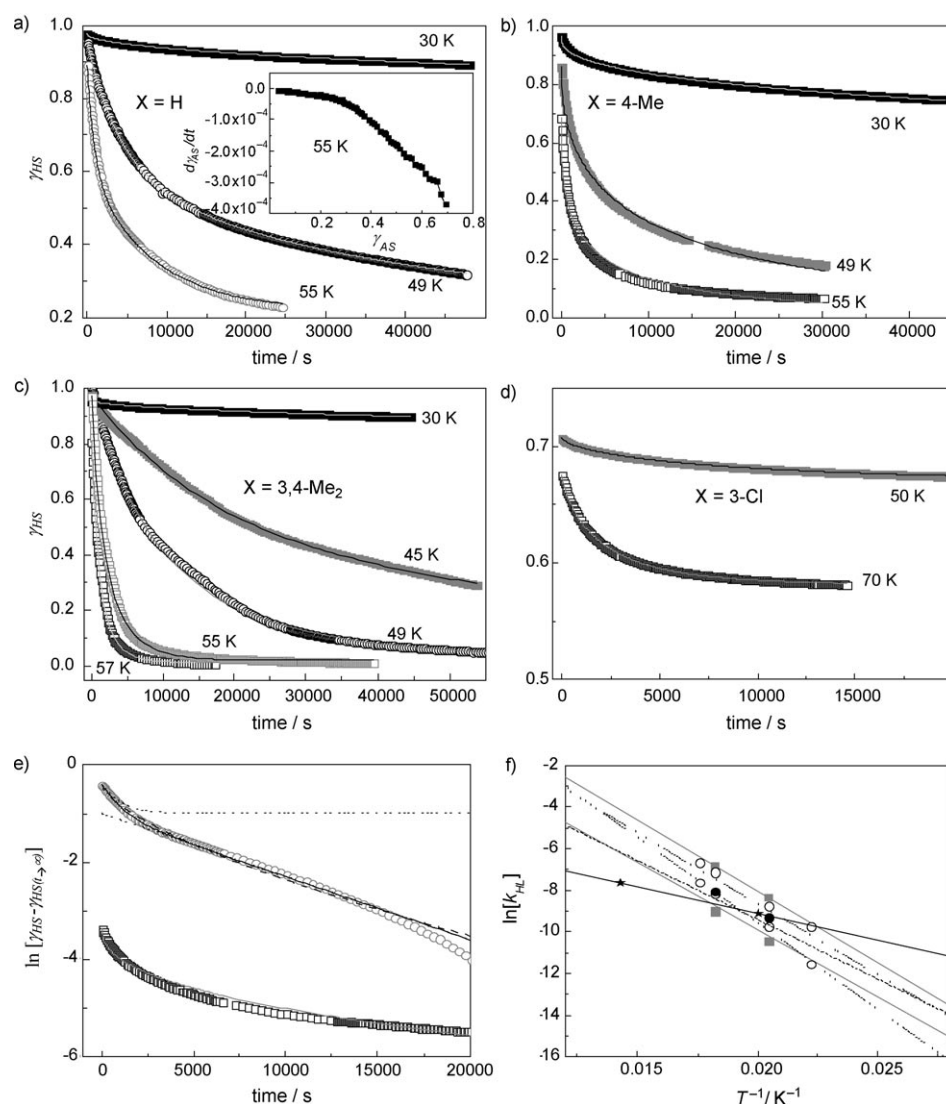 a)
1.0
0.8
0.6
0.4
0.2
γHS
X = H
30 K
49 K
55 K
0 10000 20000 30000 40000
time / s
0.0
-1.0x10⁻⁴
-2.0x10⁻⁴
-3.0x10⁻⁴
-4.0x10⁻⁴
dγAS/dt
55 K
0.2 0.4 0.6 0.8
γAS
b)
1.0
0.8
0.6
0.4
0.2
0.0
X = 4-Me
30 K
49 K
55 K
0 10000 20000 30000 40000
time / s
c)
1.0
0.8
0.6
0.4
0.2
0.0
γHS
30 K
X = 3,4-Me₂
45 K
49 K
55 K
57 K
0 10000 20000 30000 40000 50000
time / s
d)
0.7
0.6
0.5
50 K
X = 3-Cl
70 K
0 5000 10000 15000
time / s
e)
0
-2
-4
-6
ln [γHS-γHS(t→∞)]
0 5000 10000 15000 20000
time / s
f)
-2
-4
-6
-8
-10
-12
-14
-16
ln[kHL]
0.015 0.020 0.025
T⁻¹/ K⁻¹